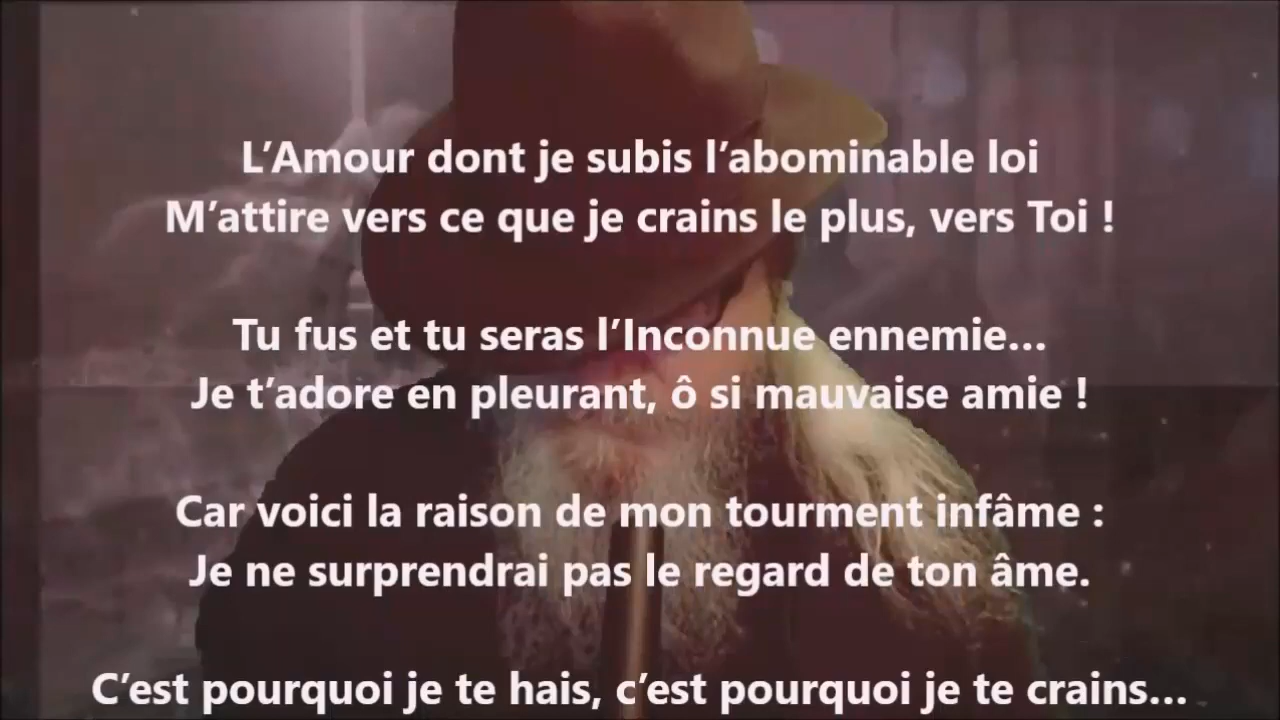 L’Amour dont je subis l’abominable loi
M’attire vers ce que je crains le plus, vers Toi !
Tu fus et tu seras l’Inconnue ennemie...
Je t’adore en pleurant, ô si mauvaise amie !
Car voici la raison de mon tourment infâme :
Je ne surprendrai pas le regard de ton âme.
C’est pourquoi je te hais, c’est pourquoi je te crains...